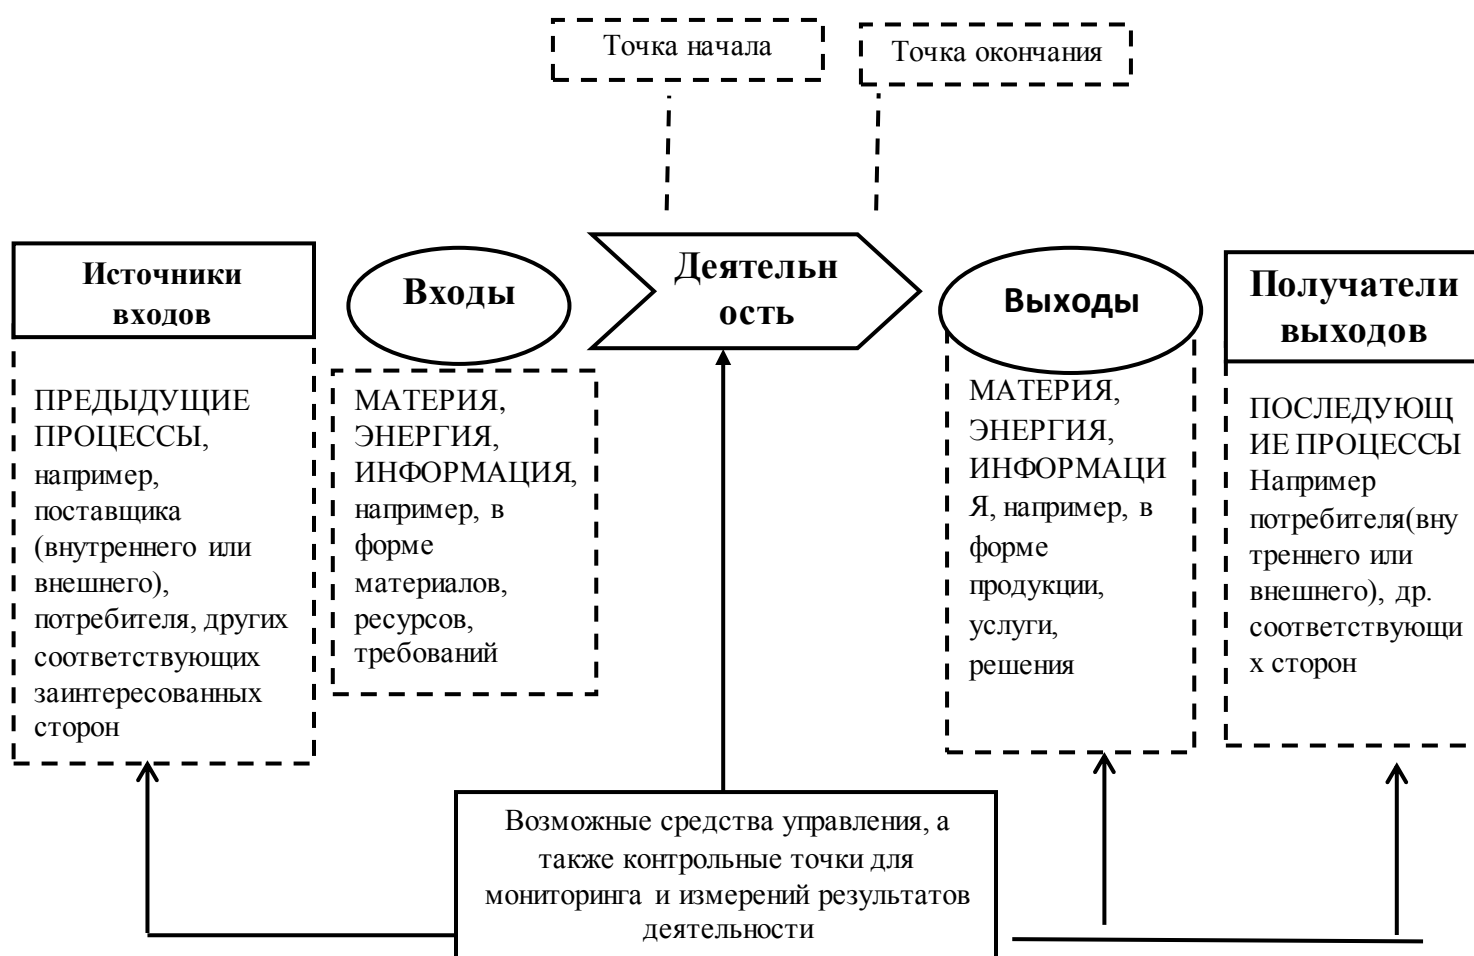 Точка начала
Точка окончания
Источники
входов
Входы
Деятельн
ость
Выходы
Получатели
выходов
ПРЕДЫДУЩИЕ
ПРОЦЕССЫ,
например,
поставщика
(внутреннего или
внешнего),
потребителя, других
соответствующих
заинтересованных
сторон
МАТЕРИЯ,
ЭНЕРГИЯ,
ИНФОРМАЦИЯ,
например, в
форме
материалов,
ресурсов,
требований
МАТЕРИЯ,
ЭНЕРГИЯ,
ИНФОРМАЦИ
Я, например, в
форме
продукции,
услуги,
решения
ПОСЛЕДУЮЩ
ИЕ ПРОЦЕССЫ
Например
потребителя(вну
треннего или
внешнего), др.
соответствующи
х сторон
Возможные средства управления, а
также контрольные точки для
мониторинга и измерений результатов
деятельности